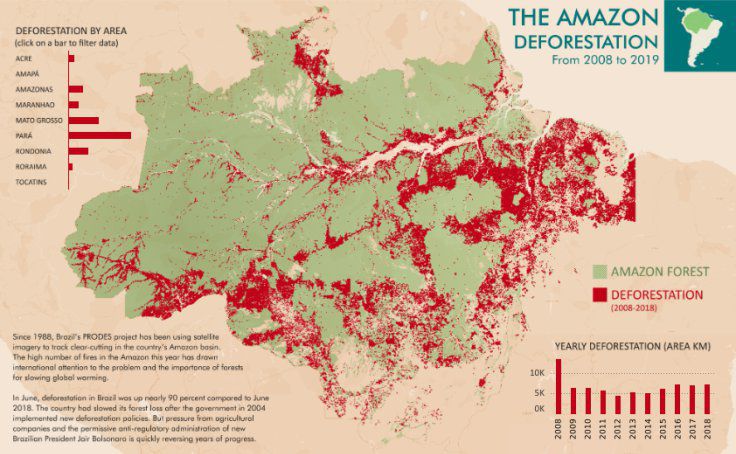 THE AMAZON
DEFORESTATION
From 2008 to 2019
DEFORESTATION BY AREA
(click on a bar to filter data)
ACRE
AMAPÁ
AMAZONAS
MARANHAO
MATO GROSSO
PARÁ
RONDONIA
RORAIMA
TOCATINS
AMAZON FOREST
DEFORESTATION
(2008-2018)
Since 1988, Brazil's PRODES project has been using satellite
imagery to track clear-cutting in the country's Amazon basin.
The high number of fires in the Amazon this year has drawn
international attention to the problem and the importance of forests
for slowing global warming.
In June, deforestation in Brazil was up nearly 90 percent compared to June
2018. The country had slowed its forest loss after the government in 2004
implemented new deforestation policies. But pressure from agricultural
companies and the permissive anti-regulatory administration of new
Brazilian President Jair Bolsonaro is quickly reversing years of progress.
YEARLY DEFORESTATION (AREA KM)
10K
5K
0K
2008
2009
2010
2011
2012
2013
2014
2015
2016
2017
2018